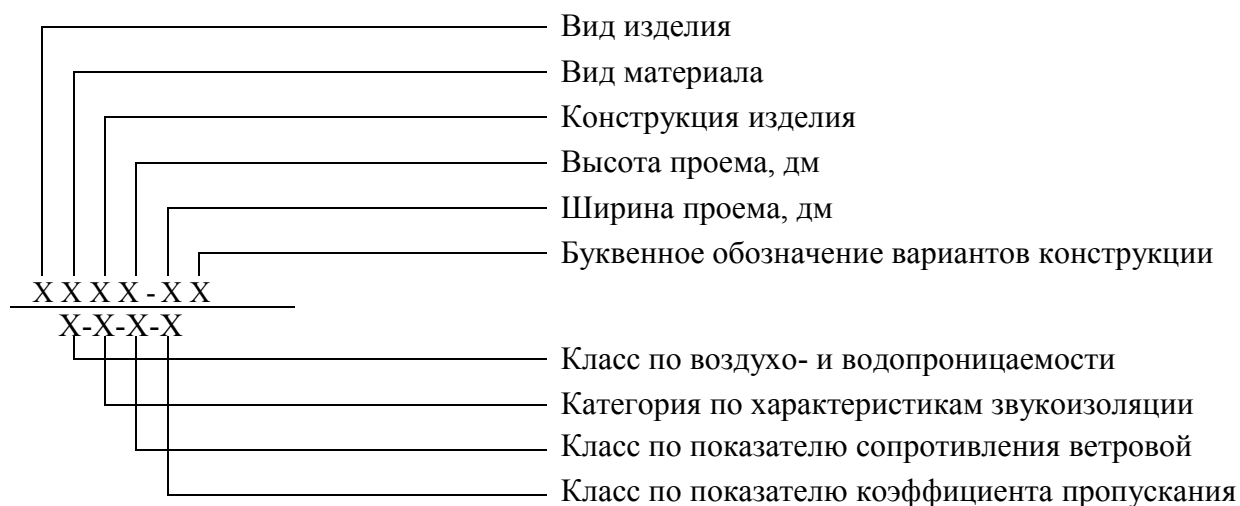 Вид изделия
Вид материала
Конструкция изделия
Высота проема, дм
Ширина проема, дм
Буквенное обозначение вариантов конструкции
Х Х Х Х - Х Х
Х-Х-Х-Х
Класс по воздухо- и водопроницаемости
Категория по характеристикам звукоизоляции
Класс по показателю сопротивления ветровой
Класс по показателю коэффициента пропускания